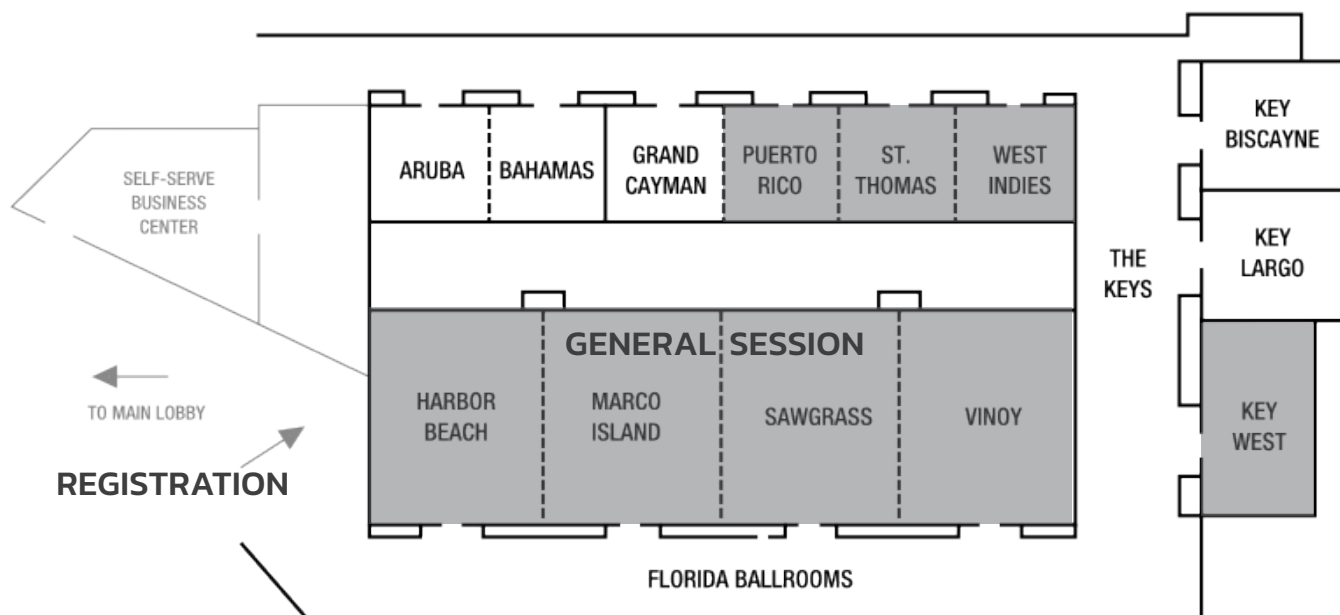 ARUBA
BAHAMAS
GRAND
CAYMAN
PUERTO
RICO
ST.
THOMAS
WEST
INDIES
KEY
BISCAYNE
SELF-SERVE
BUSINESS
CENTER
KEY
LARGO
THE
KEYS
GENERAL SESSION
HARBOR
BEACH
MARCO
ISLAND
SAWGRASS
VINOY
KEY
WEST
TO MAIN LOBBY
REGISTRATION
FLORIDA BALLROOMS